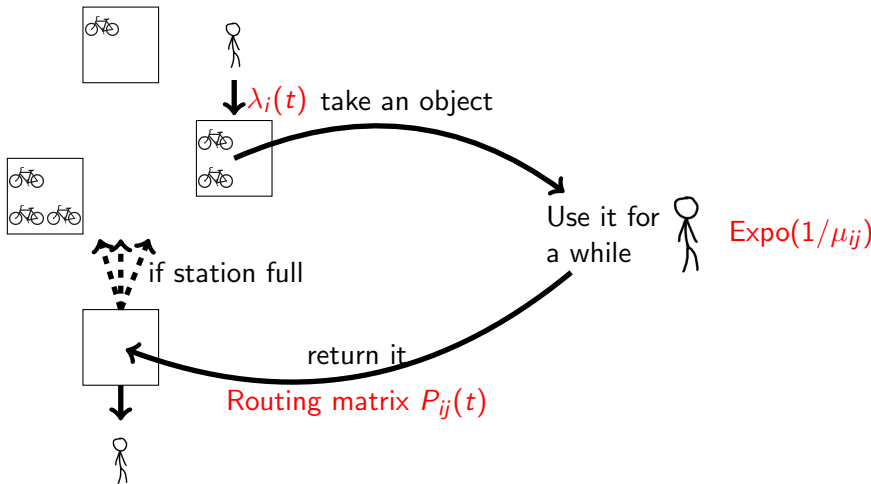 λᵢ(t) take an object
Use it for
a while
Expo(1/μᵢⱼ)
if station full
return it
Routing matrix Pᵢⱼ(t)